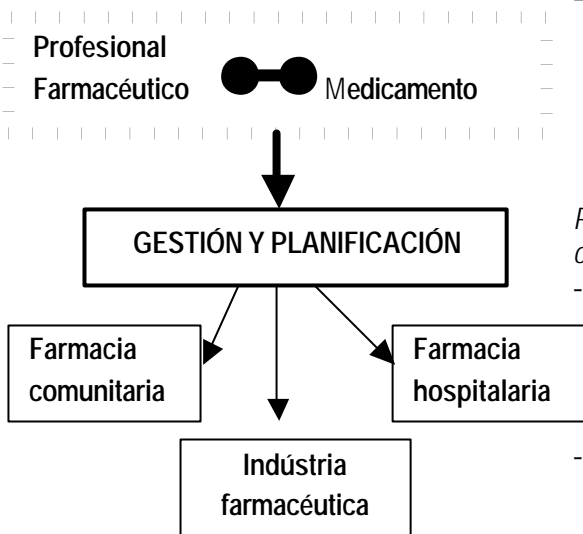 Profesional
Farmacéutico
Medicamento
GESTIÓN Y PLANIFICACIÓN
Farmacia
comunitaria
Farmacia
hospitalaria
Indústria
farmacéutica